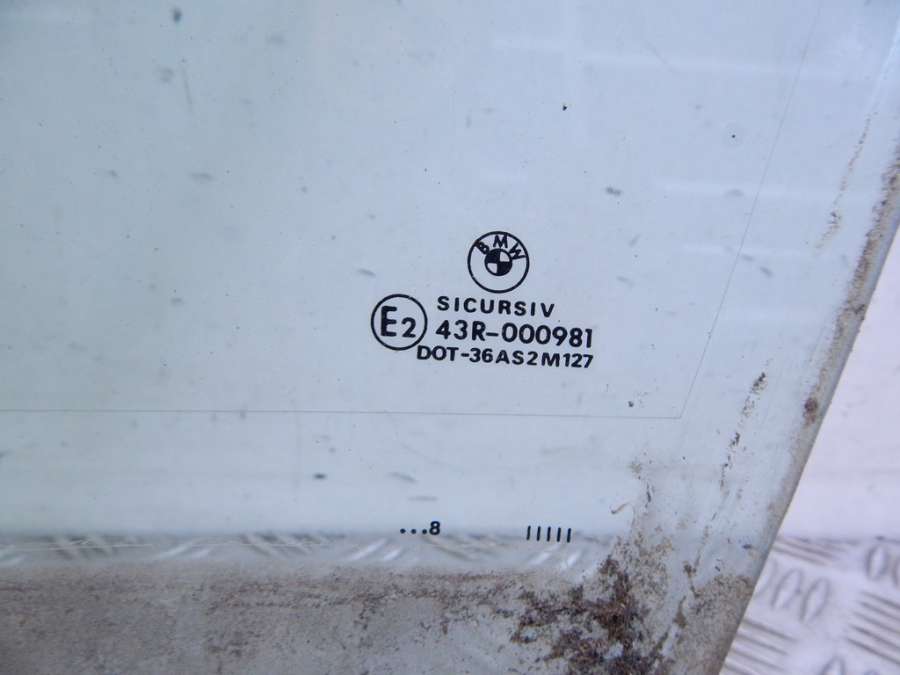 BMW
SICURSIV
E2 43R-000981
DOT-36AS2M127
...8 IIIII